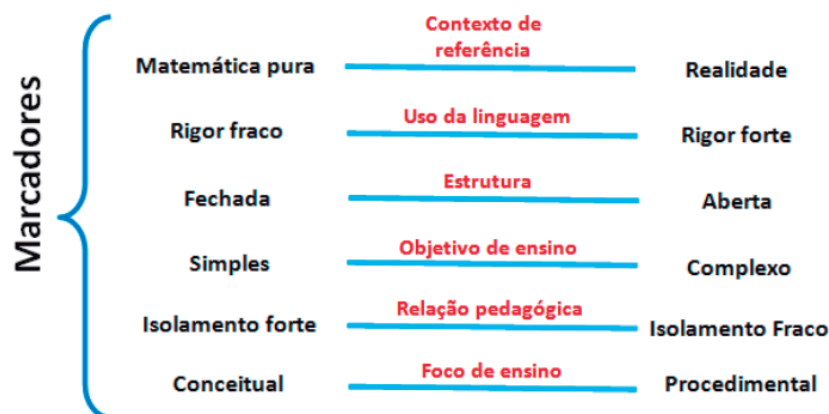 Marcadores
Contexto de
referência
Matemática pura
Realidade
Rigor fraco
Uso da linguagem
Rigor forte
Fechada
Estrutura
Aberta
Simples
Objetivo de ensino
Complexo
Isolamento forte
Relação pedagógica
Isolamento Fraco
Conceitual
Foco de ensino
Procedimental